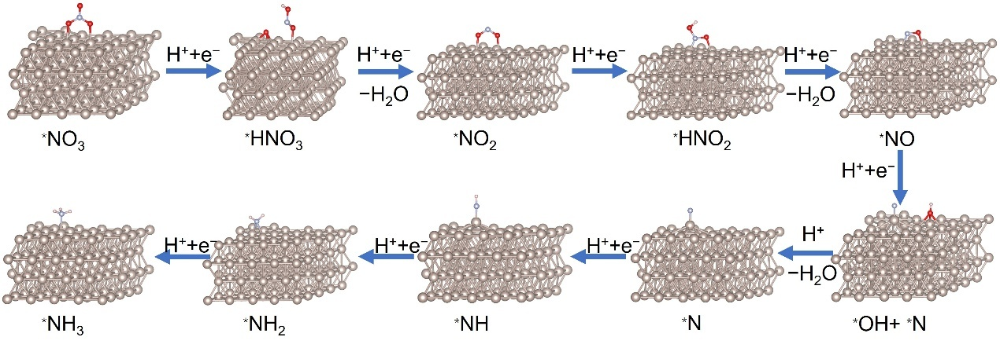 H⁺+e⁻
H⁺+e⁻
−H₂O
H⁺+e⁻
H⁺+e⁻
−H₂O
*NO₃
*HNO₃
*NO₂
*HNO₂
*NO
H⁺+e⁻
H⁺
−H₂O
H⁺+e⁻
H⁺+e⁻
H⁺+e⁻
*NH₃
*NH₂
*NH
*N
*OH+ *N